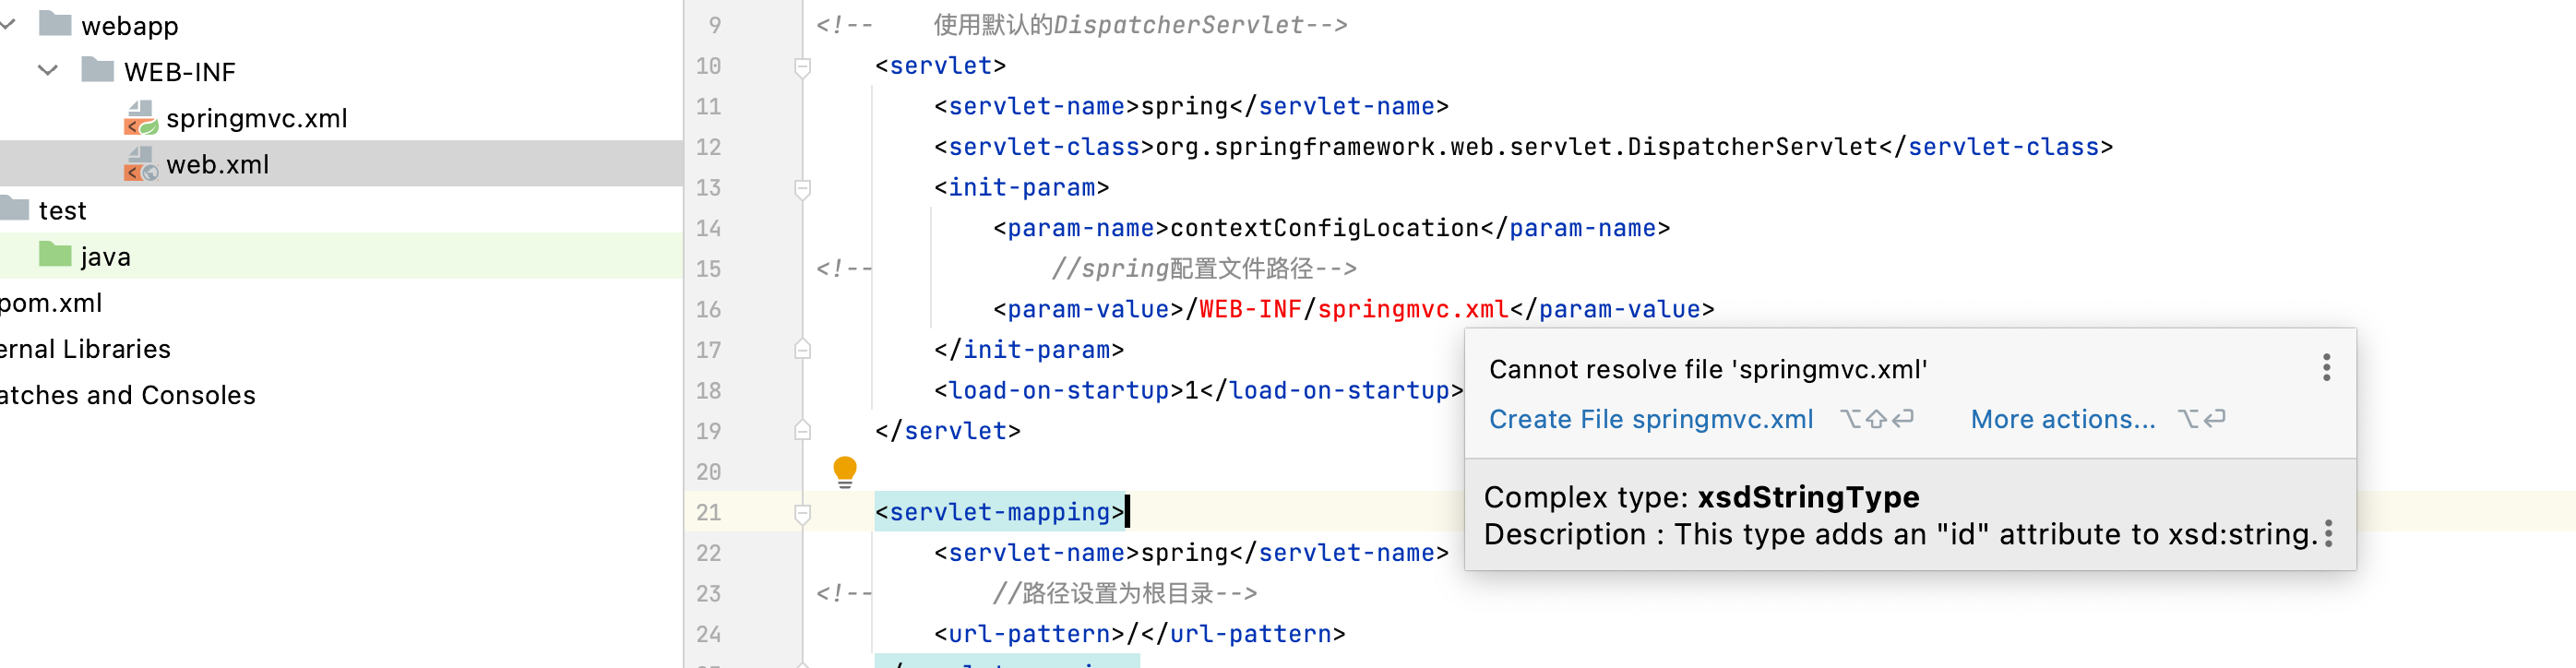 webapp
WEB-INF
springmvc.xml
web.xml
test
java
pom.xml
ernal Libraries
atches and Consoles
9 <!-- 使用默认的DispatcherServlet-->
10 <servlet>
11 <servlet-name>spring</servlet-name>
12 <servlet-class>org.springframework.web.servlet.DispatcherServlet</servlet-class>
13 <init-param>
14 <param-name>contextConfigLocation</param-name>
15 <!-- //spring配置文件路径-->
16 <param-value>/WEB-INF/springmvc.xml</param-value>
17 </init-param>
18 <load-on-startup>1</load-on-startup>
19 </servlet>
20
21 <servlet-mapping>
22 <servlet-name>spring</servlet-name>
23 <!-- //路径设置为根目录-->
24 <url-pattern>/</url-pattern>
Cannot resolve file 'springmvc.xml'
Create File springmvc.xml ⌥⇧⏎ More actions... ⌥⏎
Complex type: xsdStringType
Description : This type adds an "id" attribute to xsd:string.